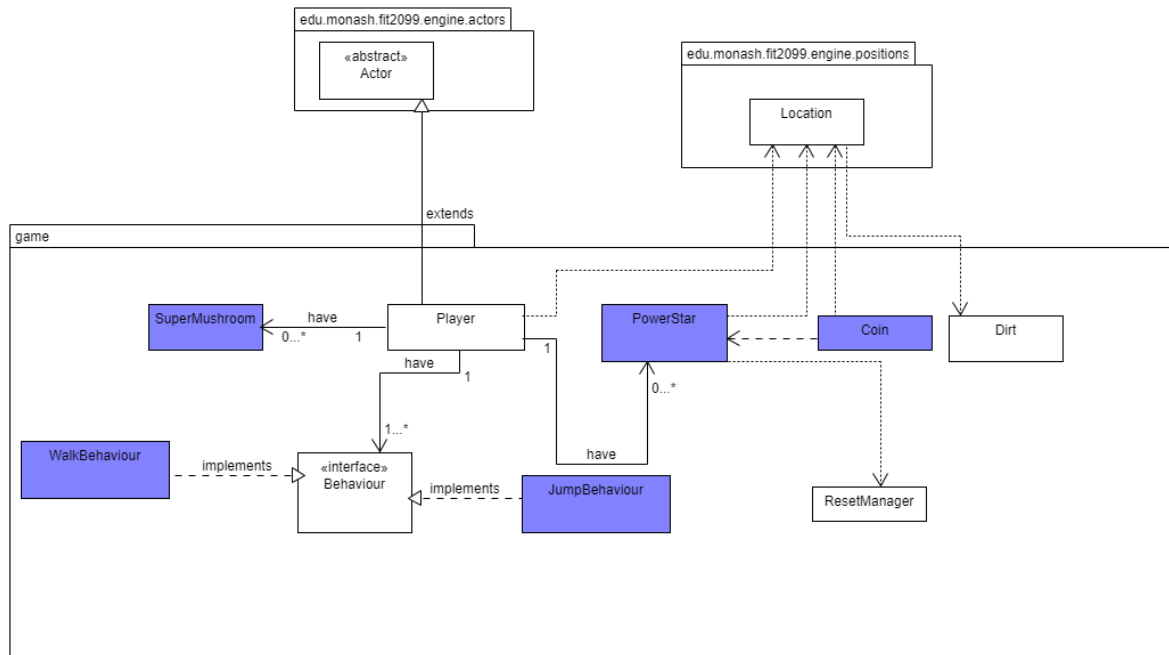 edu.monash.fit2099.engine.actors
«abstract»
Actor
edu.monash.fit2099.engine.positions
Location
extends
game
SuperMushroom
have
0...*
1
Player
PowerStar
Coin
Dirt
have
1
1
0...*
1...*
have
WalkBehaviour
implements
«interface»
Behaviour
implements
JumpBehaviour
ResetManager